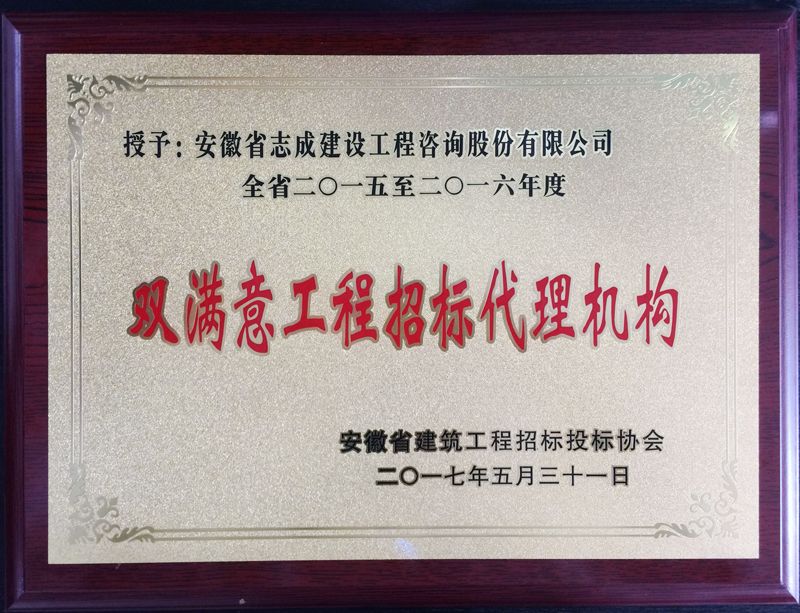 授予：安徽省志成建设工程咨询股份有限公司
全省二〇一五至二〇一六年度
双满意工程招标代理机构
安徽省建筑工程招标投标协会
二〇一七年五月三十一日